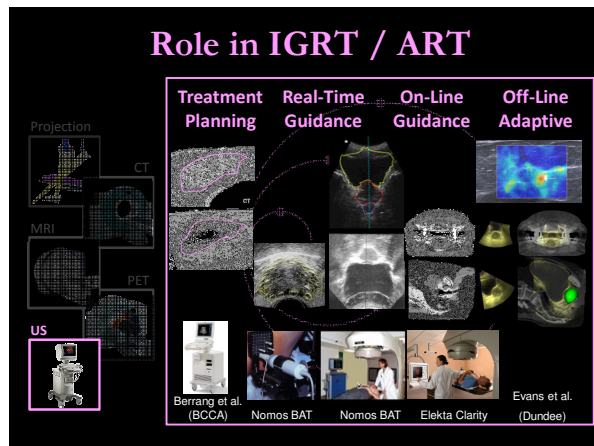 Role in IGRT / ART
Treatment
Planning
Real-Time
Guidance
On-Line
Guidance
Off-Line
Adaptive
Projection
CT
MRI
PET
US
CT
Berrang et al.
(BCCA)
Nomos BAT
Nomos BAT
Elekta Clarity
Evans et al.
(Dundee)